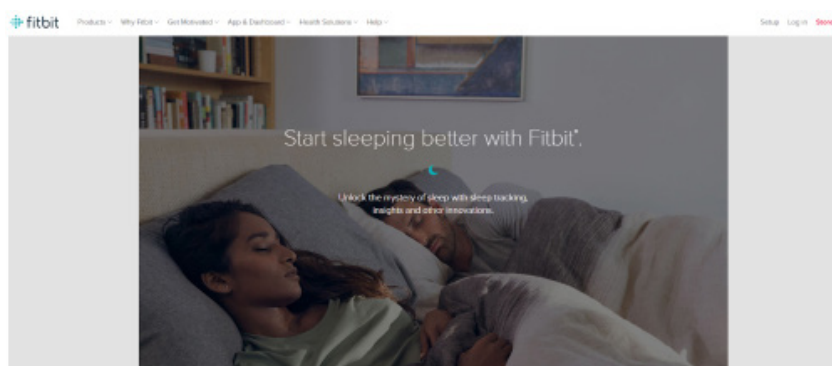 fitbit
Products Why Fitbit Get Motivated App & Dashboard Health Solutions Help
Setup Log in Store
Start sleeping better with Fitbit*.
Unlock the mystery of sleep with sleep tracking,
insights and other innovations.